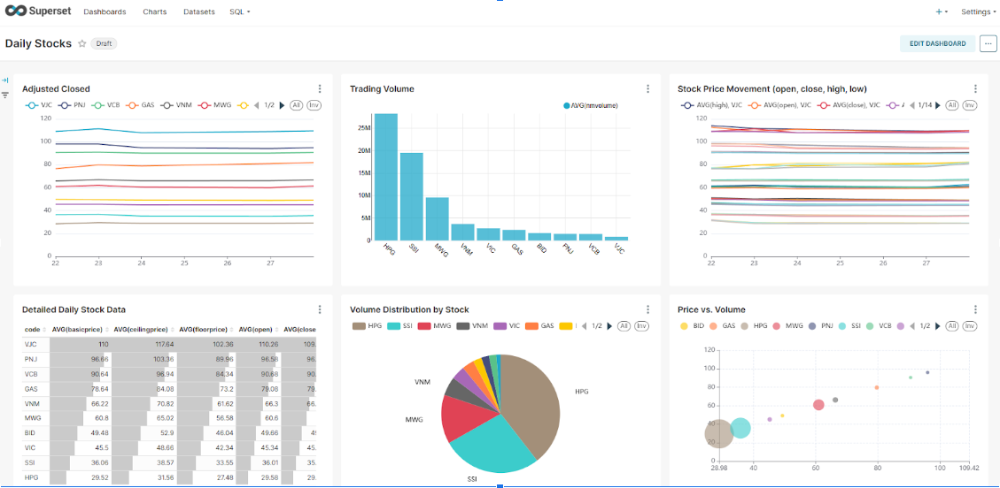 Superset Dashboards Charts Datasets SQL Settings
Daily Stocks Draft EDIT DASHBOARD
Adjusted Closed
VJC PNJ VCB GAS VNM MWG 1/2 All Inv
120
100
80
60
40
20
0
22 23 24 25 26 27
Trading Volume
AVG(nmvolume)
25M
20M
15M
10M
5M
0
HPG SSI MWG VNM VIC GAS BID PNJ VCB VJC
Stock Price Movement (open, close, high, low)
AVG(high), VJC AVG(open), VJC AVG(close), VJC 1/14 All Inv
120
100
80
60
40
20
0
22 23 24 25 26 27
Detailed Daily Stock Data
code AVG(basicprice) AVG(ceilingprice) AVG(floorprice) AVG(open) AVG(close
VJC 110 117.64 102.36 110.26 109.
PNJ 96.66 103.36 89.96 96.58 96.
VCB 90.64 96.94 84.34 90.68 90.
GAS 78.64 84.08 73.2 79.08 79.
VNM 66.22 70.82 61.62 66.3 66.
MWG 60.8 65.02 56.58 60.6 60.
BID 49.48 52.9 46.04 49.66 49
VIC 45.5 48.66 42.34 45.34 45.
SSI 36.06 38.57 33.55 36.01 35.
HPG 29.52 31.56 27.48 29.58 29.
Volume Distribution by Stock
HPG SSI MWG VNM VIC GAS 1/2 All Inv
VNM
HPG
MWG
SSI
Price vs. Volume
BID GAS HPG MWG PNJ SSI VCB 1/2 All Inv
120
100
80
60
40
20
0
28.98 40 60 80 100 109.42